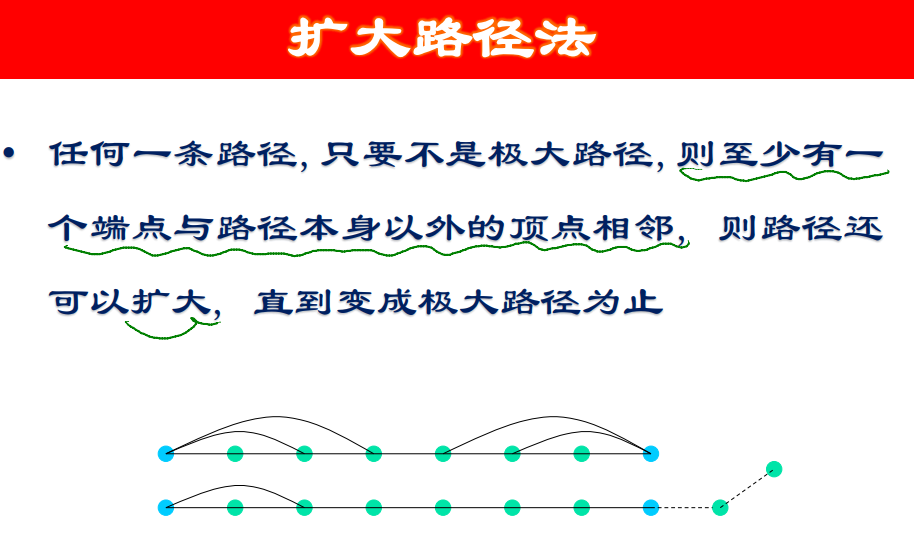 扩大路径法
• 任何一条路径, 只要不是极大路径, 则至少有一
个端点与路径本身以外的顶点相邻, 则路径还
可以扩大, 直到变成极大路径为止